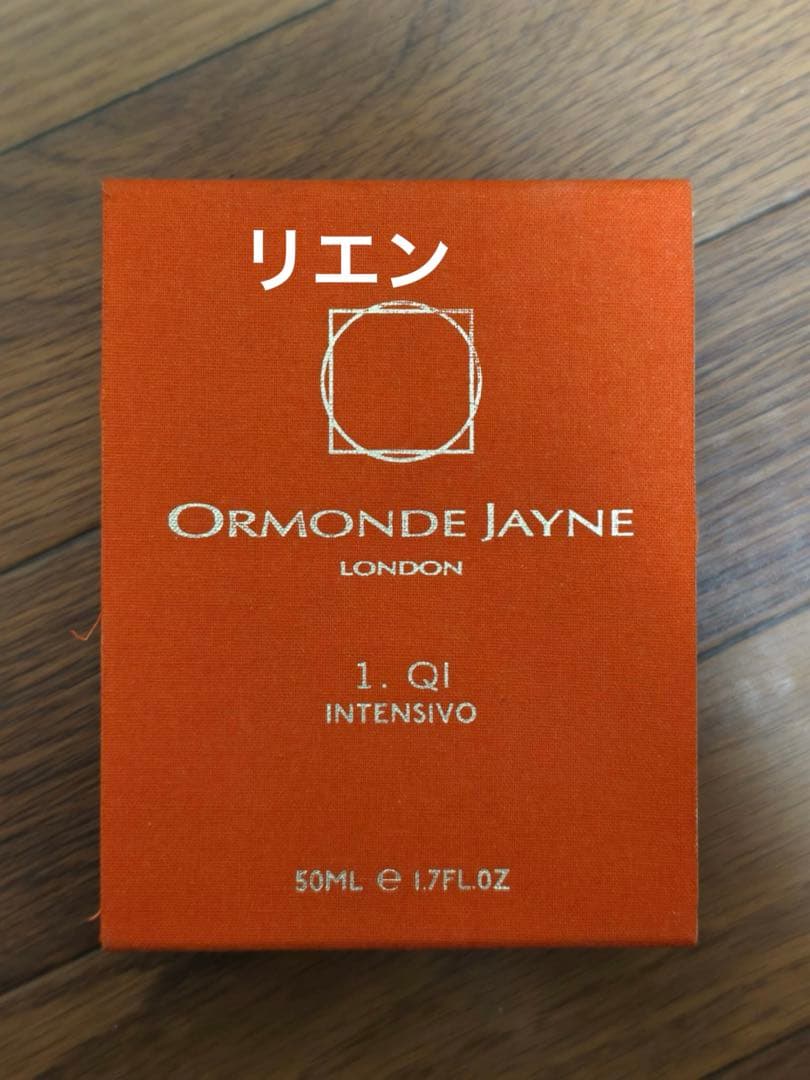 リエン
ORMONDE JAYNE
LONDON
1. QI
INTENSIVO
50ML ℮ 1.7FL.OZ